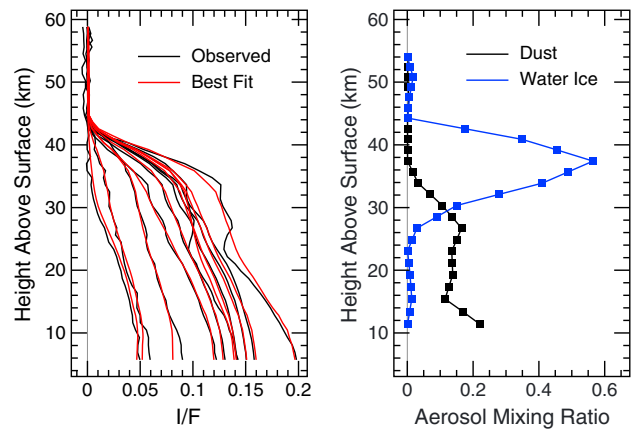 60
50
40
30
20
10
0
0.05
0.1
0.15
0.2
I/F
Height Above Surface (km)
Observed
Best Fit
60
50
40
30
20
10
0
0.2
0.4
0.6
Aerosol Mixing Ratio
Height Above Surface (km)
Dust
Water Ice